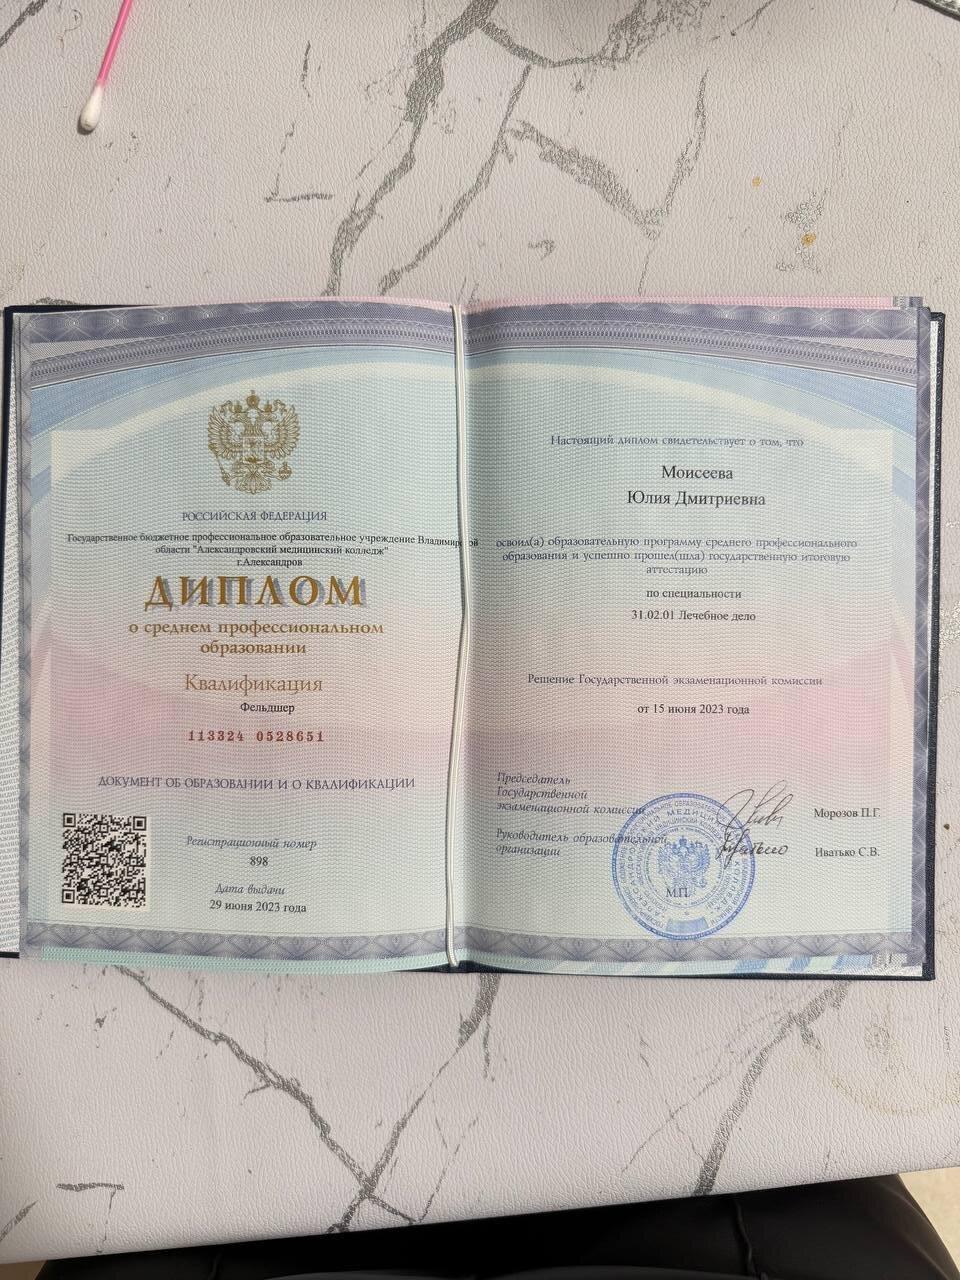 РОССИЙСКАЯ ФЕДЕРАЦИЯ
Государственное бюджетное профессиональное образовательное учреждение Владимирской
области "Александровский медицинский колледж"
г.Александров
ДИПЛОМ
о среднем профессиональном
образовании
Квалификация
Фельдшер
113324 0528651
ДОКУМЕНТ ОБ ОБРАЗОВАНИИ И О КВАЛИФИКАЦИИ
Регистрационный номер
898
Дата выдачи
29 июня 2023 года
Настоящий диплом свидетельствует о том, что
Моисеева
Юлия Дмитриевна
освоил(а) образовательную программу среднего профессионального
образования и успешно прошел(шла) государственную итоговую
аттестацию
по специальности
31.02.01 Лечебное дело
Решение Государственной экзаменационной комиссии
от 15 июня 2023 года
Председатель
Государственной
экзаменационной комиссии
Морозов П.Г.
Руководитель образовательной
организации
Иватько С.В.
М.П.